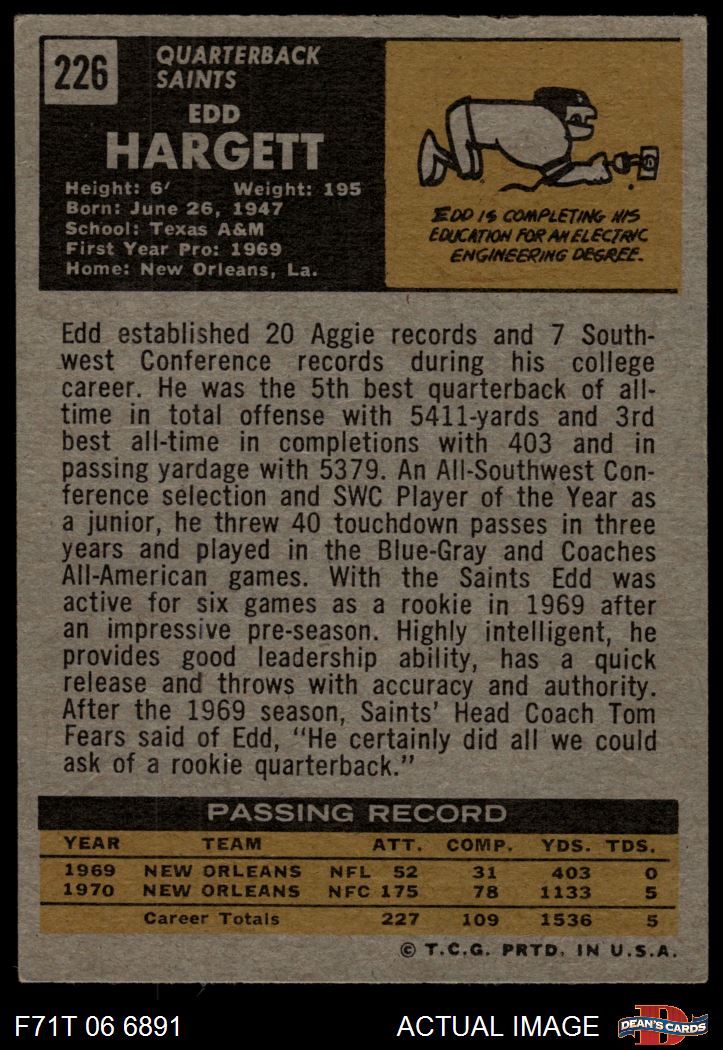 226
QUARTERBACK
SAINTS
EDD
HARGETT
Height: 6' Weight: 195
Born: June 26, 1947
School: Texas A&M
First Year Pro: 1969
Home: New Orleans, La.
EDD IS COMPLETING HIS
EDUCATION FOR AN ELECTRIC
ENGINEERING DEGREE.
Edd established 20 Aggie records and 7 South-
west Conference records during his college
career. He was the 5th best quarterback of all-
time in total offense with 5411-yards and 3rd
best all-time in completions with 403 and in
passing yardage with 5379. An All-Southwest Con-
ference selection and SWC Player of the Year as
a junior, he threw 40 touchdown passes in three
years and played in the Blue-Gray and Coaches
All-American games. With the Saints Edd was
active for six games as a rookie in 1969 after
an impressive pre-season. Highly intelligent, he
provides good leadership ability, has a quick
release and throws with accuracy and authority.
After the 1969 season, Saints' Head Coach Tom
Fears said of Edd, "He certainly did all we could
ask of a rookie quarterback."
PASSING RECORD
YEAR TEAM ATT. COMP. YDS. TDS.
1969 NEW ORLEANS NFL 52 31 403 0
1970 NEW ORLEANS NFC 175 78 1133 5
Career Totals 227 109 1536 5
© T.C.G. PRTD. IN U.S.A.
F71T 06 6891 ACTUAL IMAGE
D
DEAN'S CARDS